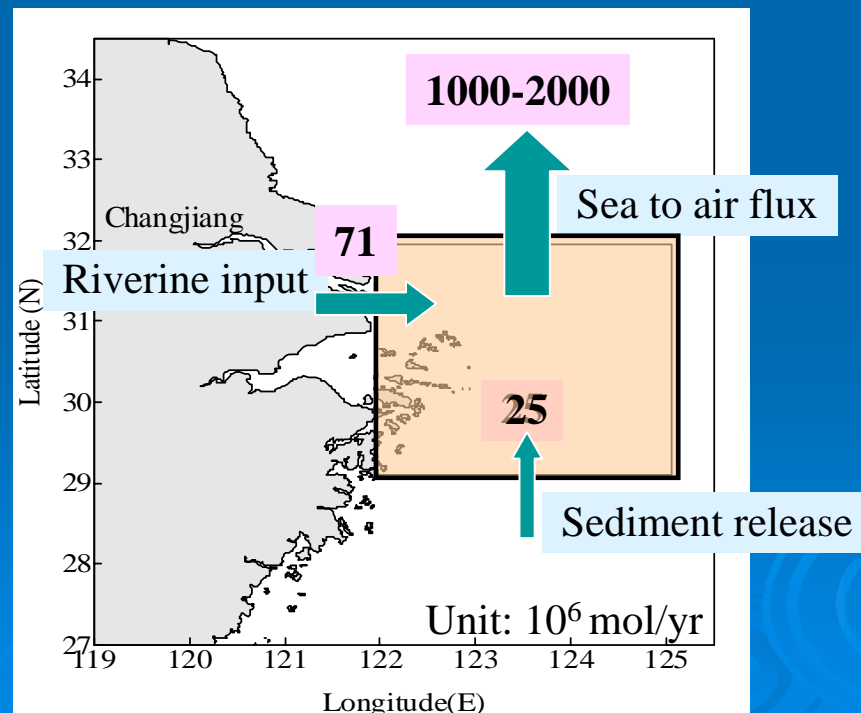 34
1000-2000
33
Sea to air flux
Changjiang
32
71
Riverine input
31
Latitude (N)
30
25
29
Sediment release
28
Unit: 10⁶ mol/yr
27
119 120 121 122 123 124 125
Longitude(E)